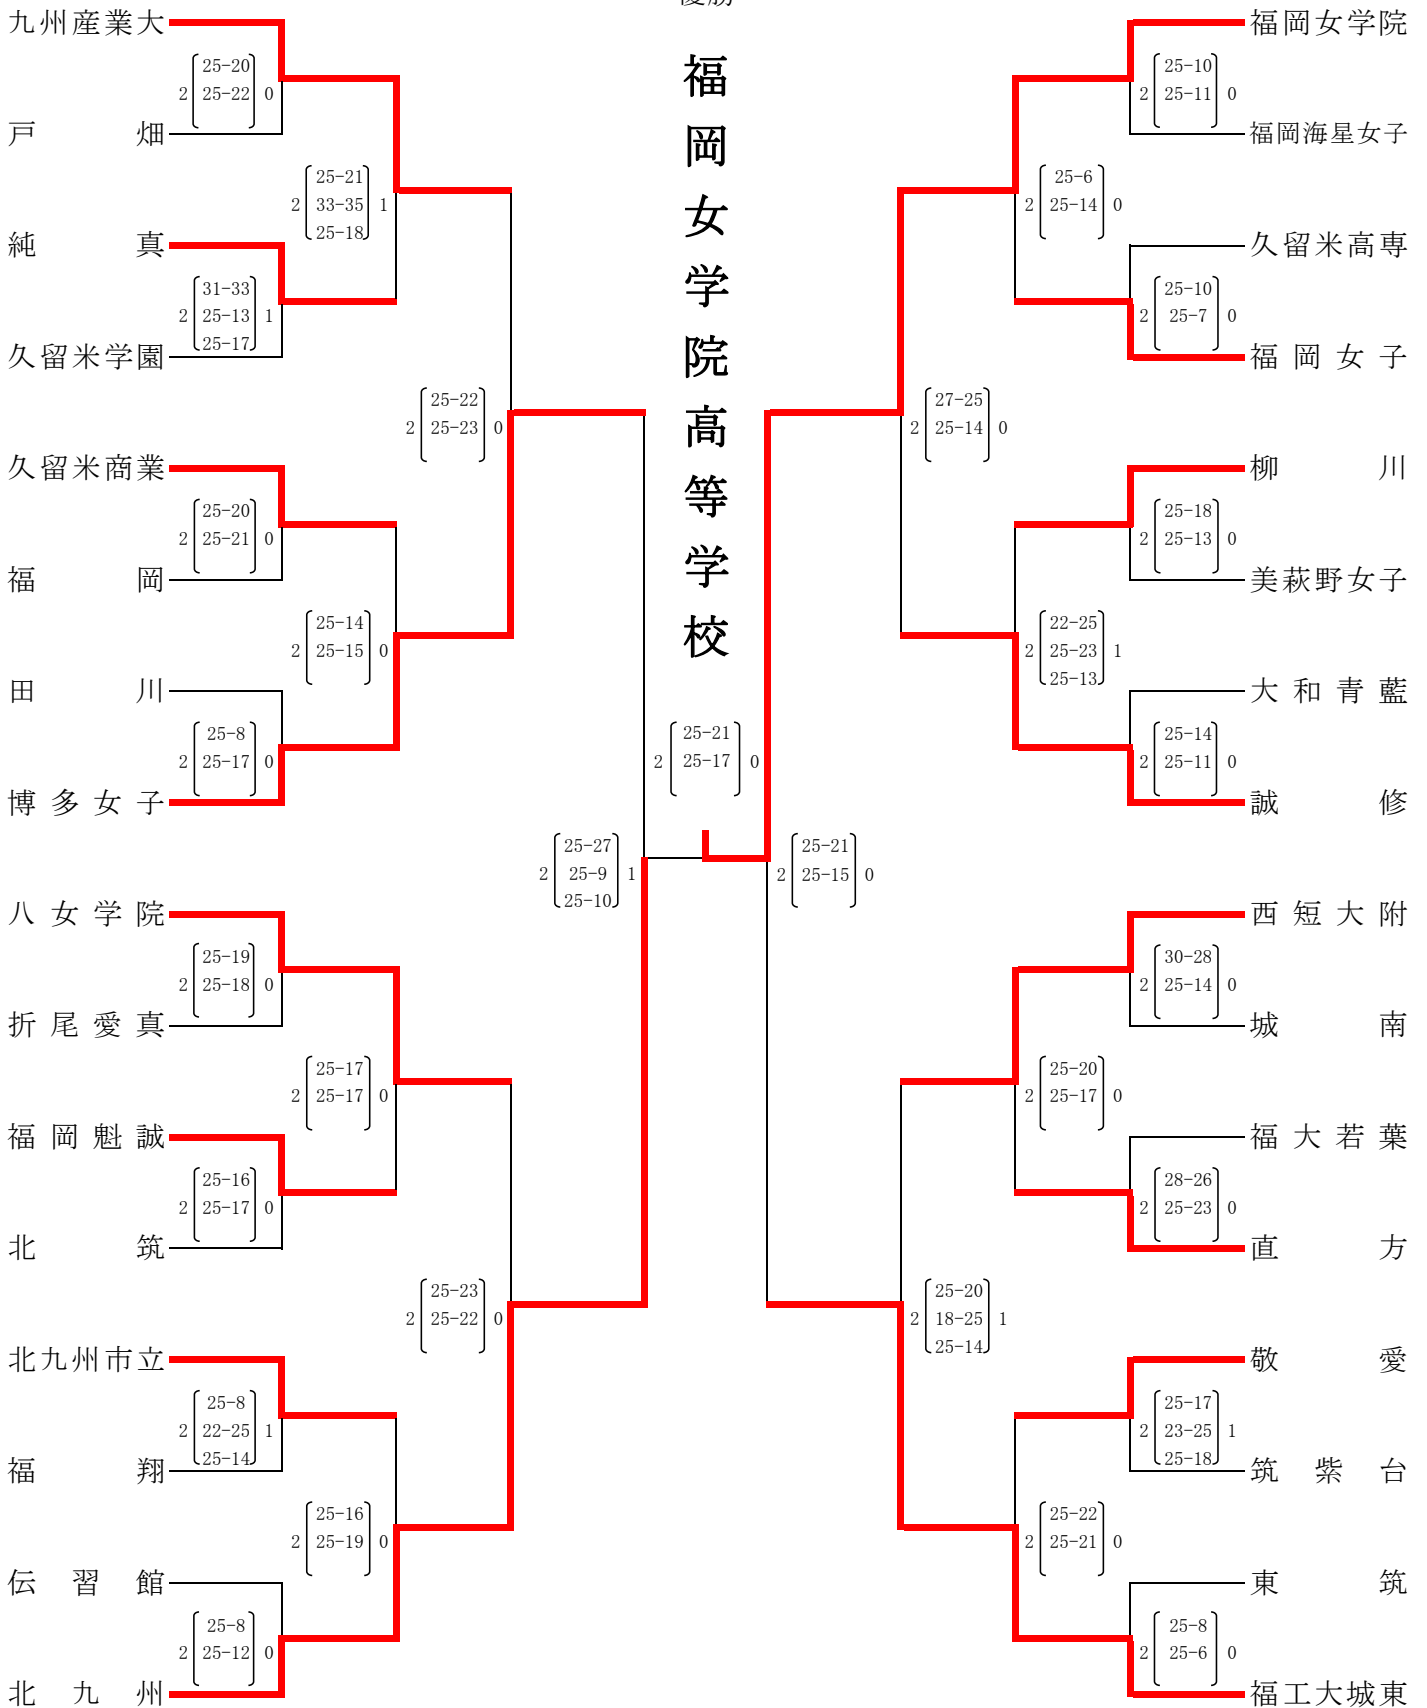 優勝
福岡女学院高等学校
九州産業大
25-20
2 25-22 0
戸畑
25-21
2 33-35 1
25-18
純真
31-33
2 25-13 1
25-17
久留米学園
25-22
2 25-23 0
久留米商業
25-20
2 25-21 0
福岡
25-14
2 25-15 0
田川
25-8
2 25-17 0
博多女子
25-27
2 25-9 1
25-10
八女学院
25-19
2 25-18 0
折尾愛真
25-17
2 25-17 0
福岡魁誠
25-16
2 25-17 0
北筑
25-23
2 25-22 0
北九州市立
25-8
2 22-25 1
25-14
福翔
25-16
2 25-19 0
伝習館
25-8
2 25-12 0
北九州
25-21
2 25-17 0
福岡女学院
25-10
2 25-11 0
福岡海星女子
25-6
2 25-14 0
久留米高専
25-10
2 25-7 0
福岡女子
27-25
2 25-14 0
柳川
25-18
2 25-13 0
美萩野女子
22-25
2 25-23 1
25-13
大和青藍
25-14
2 25-11 0
誠修
25-21
2 25-15 0
西短大附
30-28
2 25-14 0
城南
25-20
2 25-17 0
福大若葉
28-26
2 25-23 0
直方
25-20
2 18-25 1
25-14
敬愛
25-17
2 23-25 1
25-18
筑紫台
25-22
2 25-21 0
東筑
25-8
2 25-6 0
福工大城東